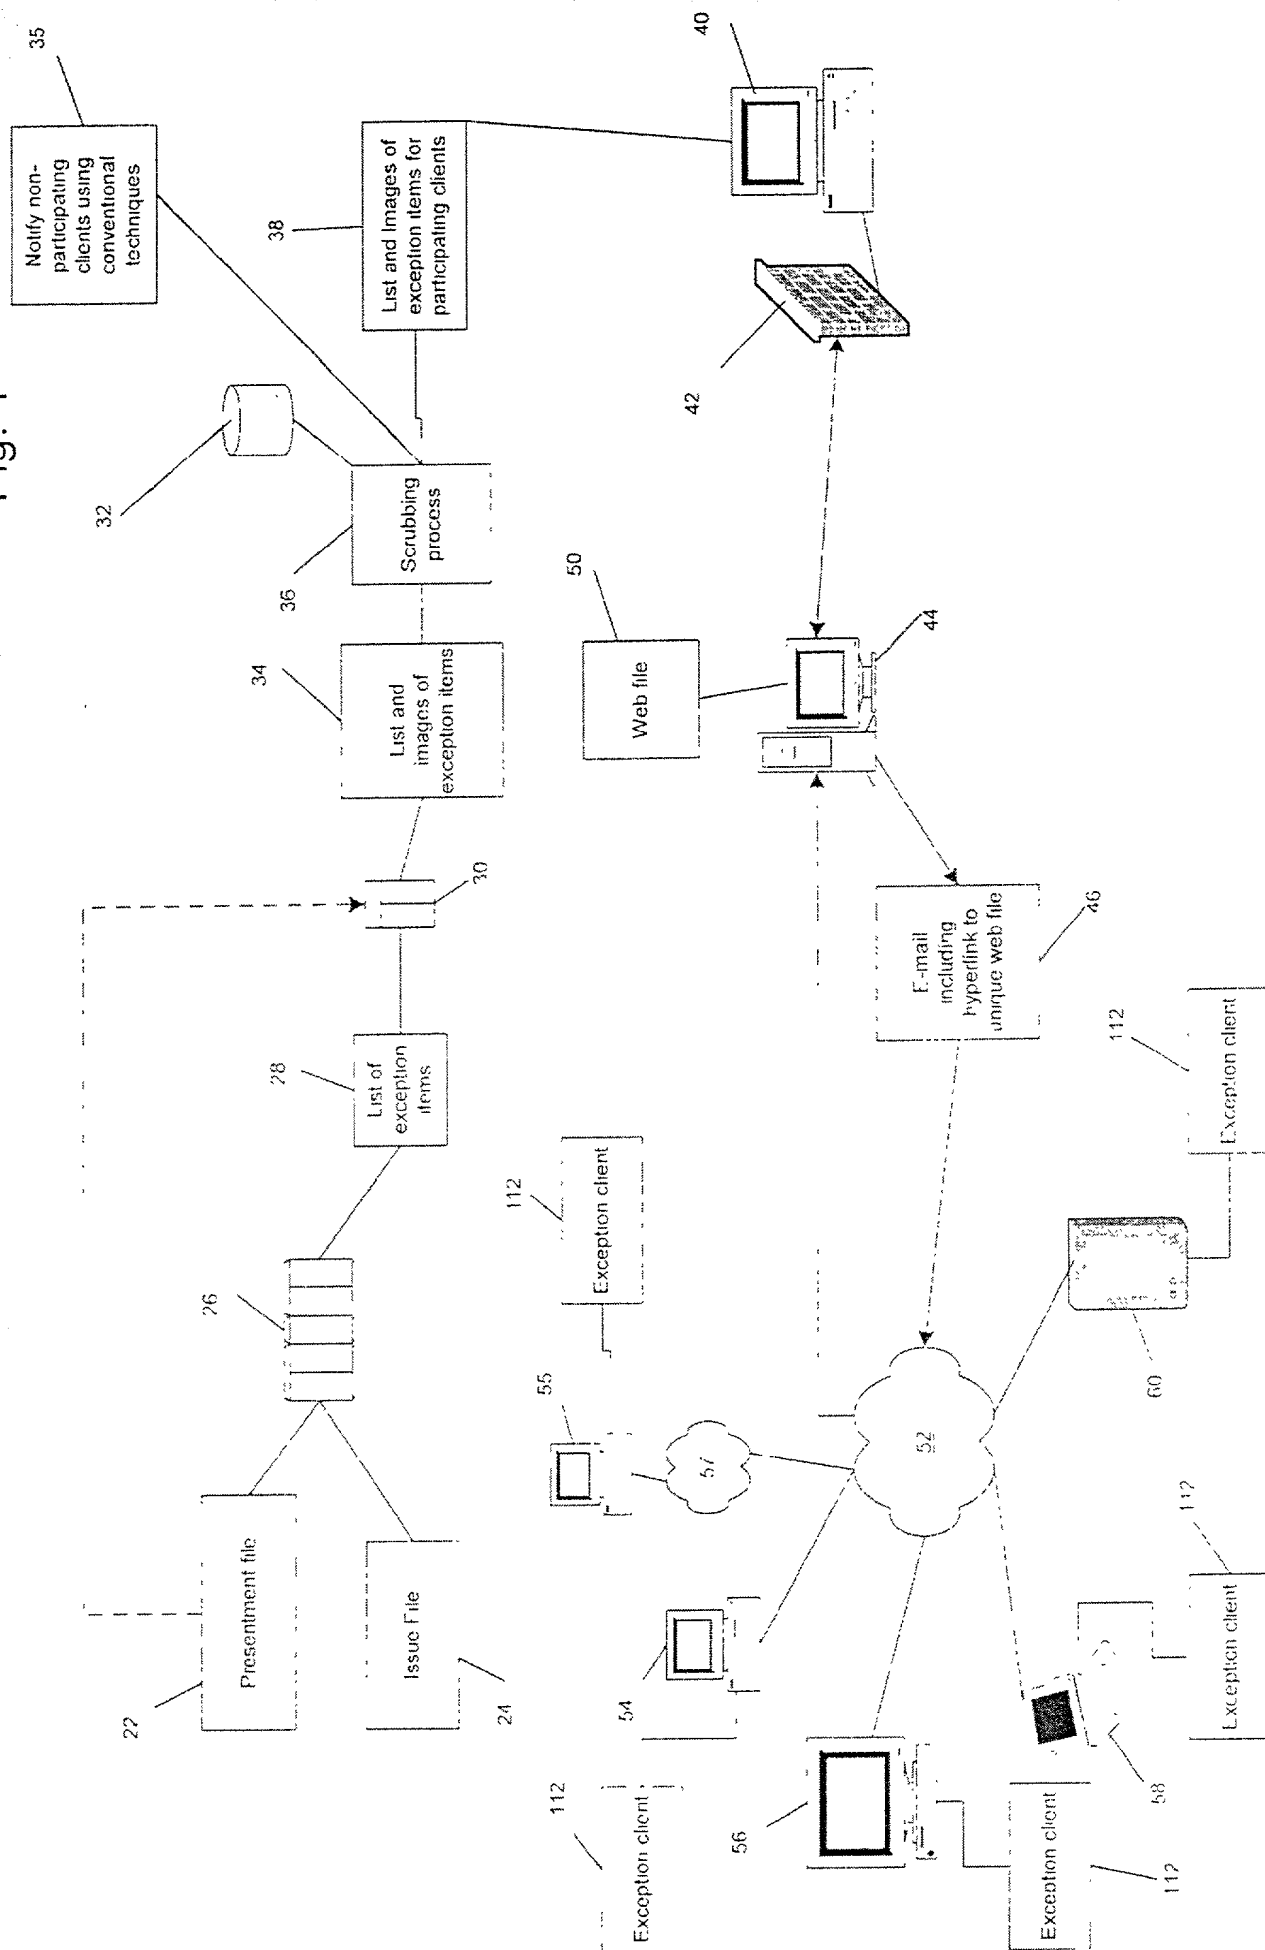 Fig. 1
35
Notify non-
participating
clients using
conventional
techniques
38
List and Images of
exception items for
participating clients
40
32
36
Scrubbing
process
42
34
List and
images of
exception items
50
Web file
44
30
28
List of
exception
items
E-mail
including
hyperlink to
unique web file
46
112
Exception client
112
Exception client
26
55
57
52
60
22
Presentment file
Issue File
24
54
56
58
112
Exception client
112
Exception client
112
Exception client